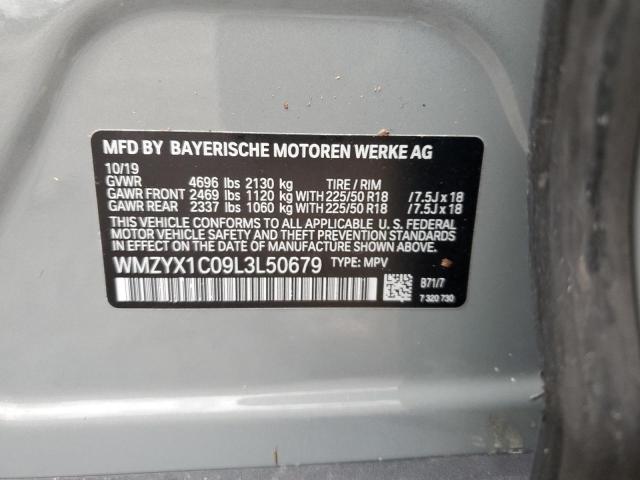 MFD BY BAYERISCHE MOTOREN WERKE AG
10/19
GVWR 4696 lbs 2130 kg TIRE / RIM
GAWR FRONT 2469 lbs 1120 kg WITH 225/50 R18 /7.5J x 18
GAWR REAR 2337 lbs 1060 kg WITH 225/50 R18 /7.5J x 18
THIS VEHICLE CONFORMS TO ALL APPLICABLE U. S. FEDERAL
MOTOR VEHICLE SAFETY AND THEFT PREVENTION STANDARDS IN
EFFECT ON THE DATE OF MANUFACTURE SHOWN ABOVE.
WMZYX1C09L3L50679 TYPE: MPV
B71/7
7 320 730